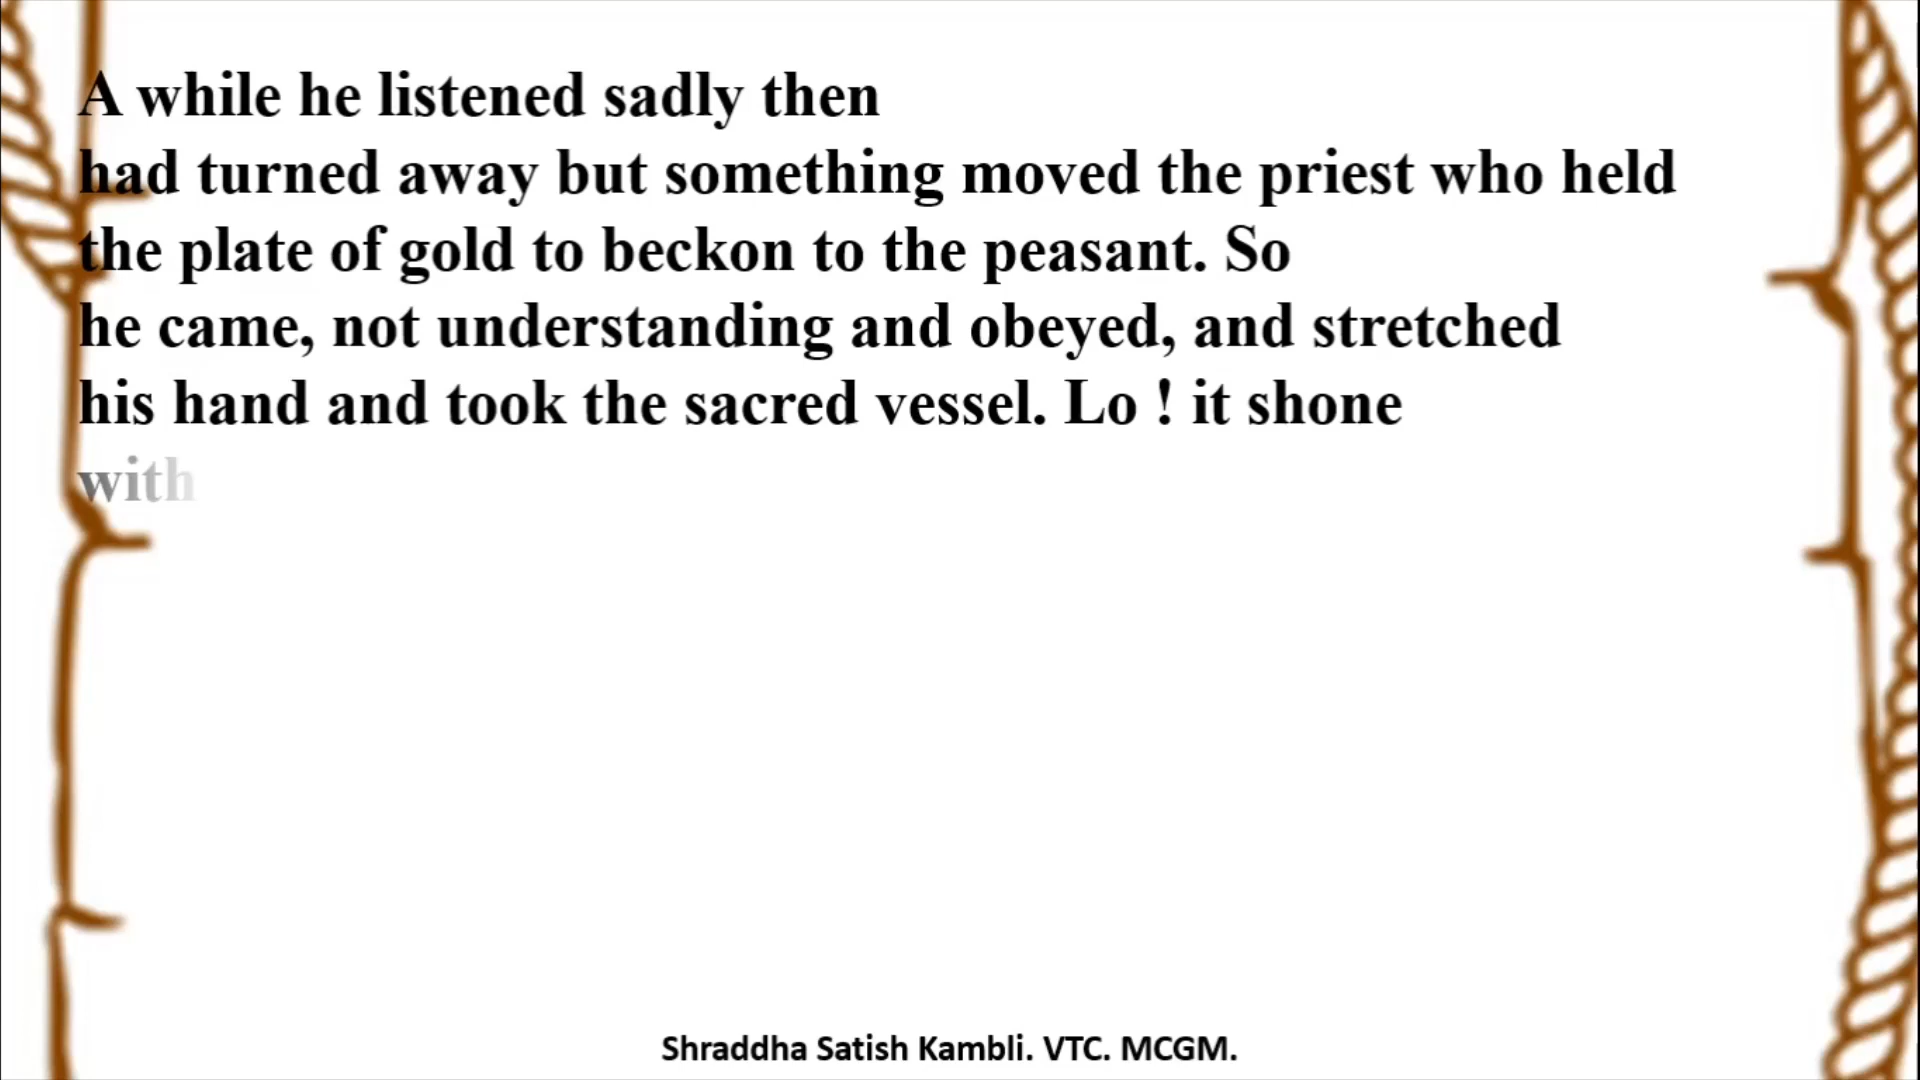 A while he listened sadly then
had turned away but something moved the priest who held
the plate of gold to beckon to the peasant. So
he came, not understanding and obeyed, and stretched
his hand and took the sacred vessel. Lo ! it shone
with
Shraddha Satish Kambli. VTC. MCGM.